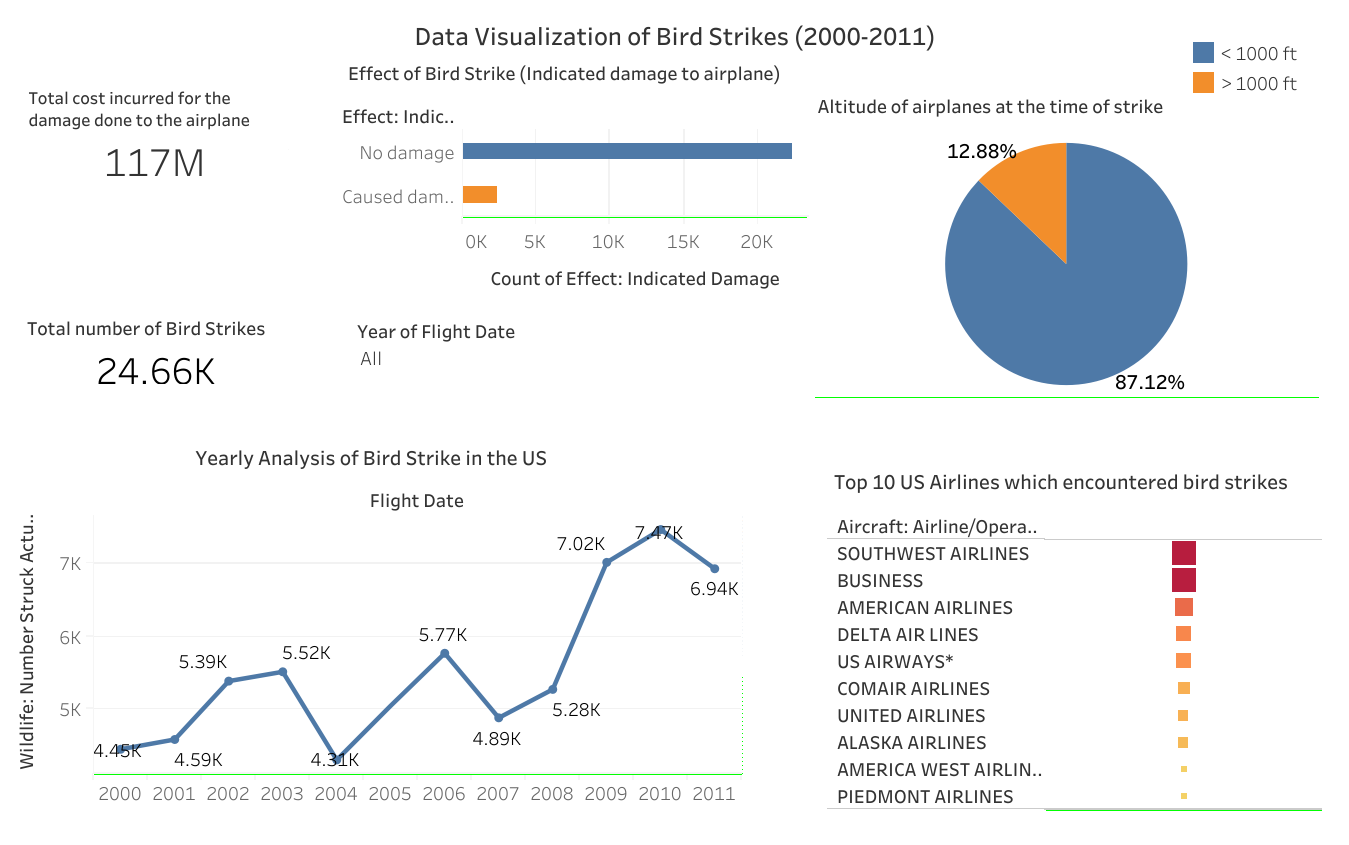 Data Visualization of Bird Strikes (2000-2011)
< 1000 ft
> 1000 ft
Total cost incurred for the
damage done to the airplane
117M
Effect of Bird Strike (Indicated damage to airplane)
Effect: Indic..
No damage
Caused dam..
0K 5K 10K 15K 20K
Count of Effect: Indicated Damage
Altitude of airplanes at the time of strike
12.88%
87.12%
Total number of Bird Strikes
24.66K
Year of Flight Date
All
Yearly Analysis of Bird Strike in the US
Flight Date
Wildlife: Number Struck Actu..
7K
6K
5K
4.45K
4.59K
5.39K
5.52K
4.31K
5.77K
4.89K
5.28K
7.02K
7.47K
6.94K
2000 2001 2002 2003 2004 2005 2006 2007 2008 2009 2010 2011
Top 10 US Airlines which encountered bird strikes
Aircraft: Airline/Opera..
SOUTHWEST AIRLINES
BUSINESS
AMERICAN AIRLINES
DELTA AIR LINES
US AIRWAYS*
COMAIR AIRLINES
UNITED AIRLINES
ALASKA AIRLINES
AMERICA WEST AIRLIN..
PIEDMONT AIRLINES